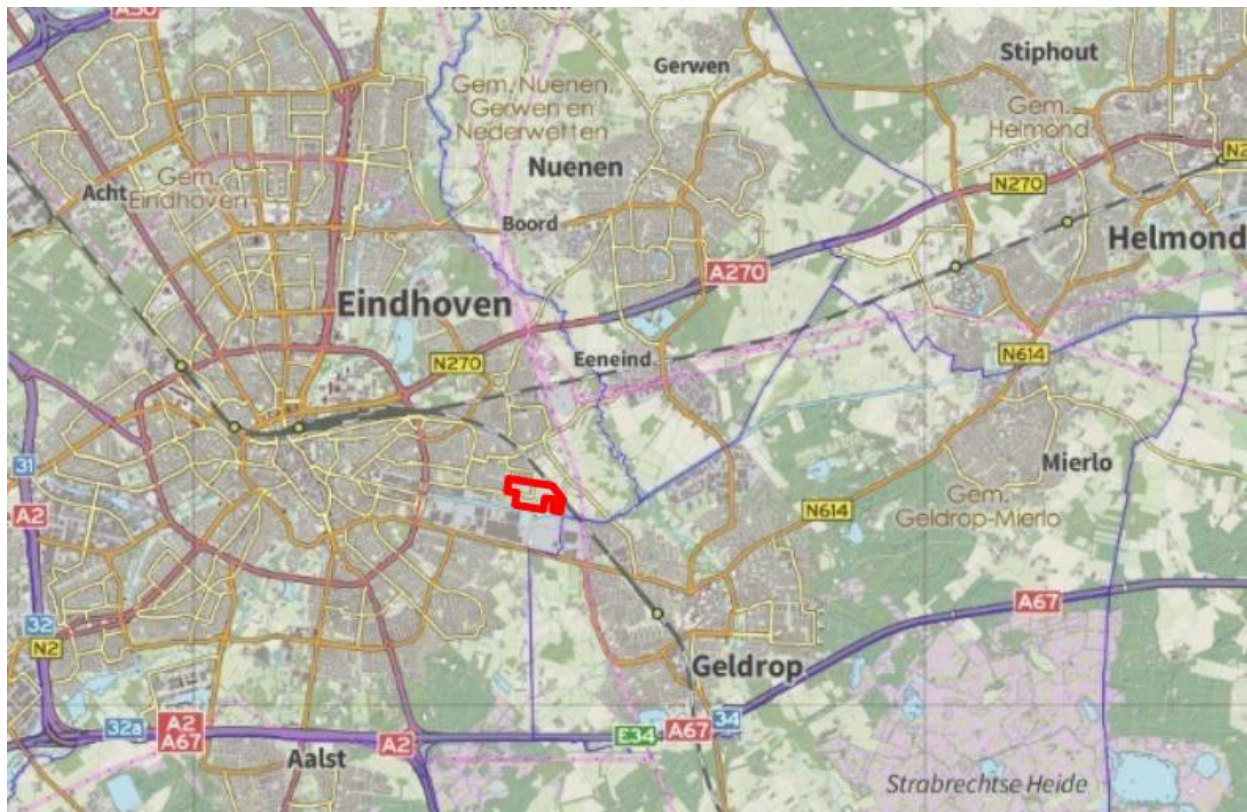 A50
Stiphout
Gerwen
Gem. Nuenen,
Gerwen en
Nederwetten
Gem.
Helmond
Nuenen
N270
Acht
Gem.
Eindhoven
Boord
Helmond
A270
Eindhoven
N270
Eeneind
N614
31
A2
Mierlo
Gem.
Geldrop-Mierlo
N614
A67
32
N2
Geldrop
32a
A2
A67
A2
E34
A67
34
Aalst
Strabrechtse Heide